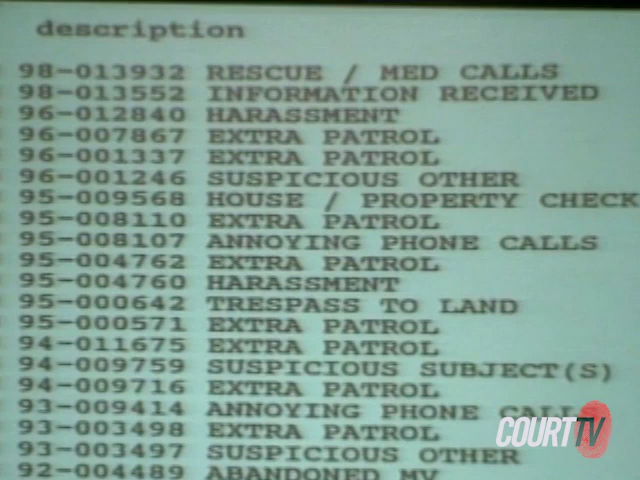 description
98-013932 RESCUE / MED CALLS
98-013552 INFORMATION RECEIVED
96-012840 HARASSMENT
96-007867 EXTRA PATROL
96-001337 EXTRA PATROL
96-001246 SUSPICIOUS OTHER
95-009568 HOUSE / PROPERTY CHECK
95-008110 EXTRA PATROL
95-008107 ANNOYING PHONE CALLS
95-004762 EXTRA PATROL
95-004760 HARASSMENT
95-000642 TRESPASS TO LAND
95-000571 EXTRA PATROL
94-011675 EXTRA PATROL
94-009759 SUSPICIOUS SUBJECT(S)
94-009716 EXTRA PATROL
93-009414 ANNOYING PHONE CALLS
93-003498 EXTRA PATROL
93-003497 SUSPICIOUS OTHER
92-004489 ABANDONED MV
COURT TV